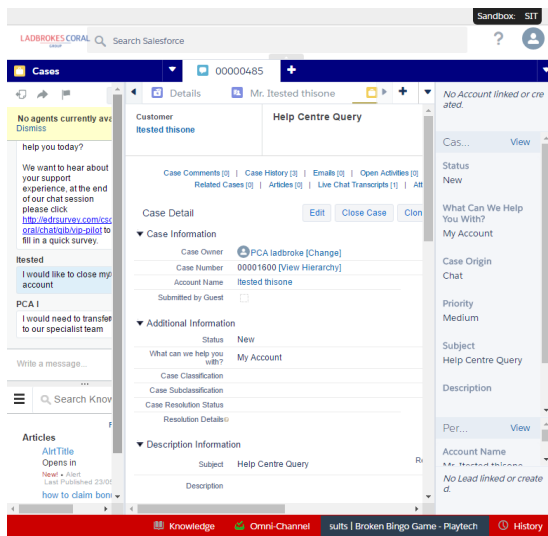 Sandbox: SIT
LADBROKES CORAL
GROUP
Search Salesforce
?
Cases
00000485
Details
Mr. Itested thisone
No agents currently ava
Dismiss
help you today?
We want to hear about
your support
experience, at the end
of our chat session
please click
http://edrsurvey.com/csc
oral/chat/gib/vip-pilot to
fill in a quick survey.
Itested
I would like to close my
account
PCA l
I would need to transfer
to our specialist team
Write a message...
Search Know
Articles
AlrtTitle
Opens in
New! • Alert
Last Published 23/05
how to claim bonu
Customer
Itested thisone
Help Centre Query
Case Comments [0] | Case History [3] | Emails [0] | Open Activities [0]
Related Cases [0] | Articles [0] | Live Chat Transcripts [1] | Att
Case Detail
Edit
Close Case
Clon
Case Information
Case Owner PCA ladbroke [Change]
Case Number 00001600 [View Hierarchy]
Account Name Itested thisone
Submitted by Guest
Additional Information
Status New
What can we help you
with? My Account
Case Classification
Case Subclassification
Case Resolution Status
Resolution Details
Description Information
Subject Help Centre Query
Description
No Account linked or cre
ated.
Cas... View
Status
New
What Can We Help
You With?
My Account
Case Origin
Chat
Priority
Medium
Subject
Help Centre Query
Description
Per... View
Account Name
Mr. Itested thisone
No Lead linked or create
d.
Knowledge
Omni-Channel
sults | Broken Bingo Game - Playtech
History